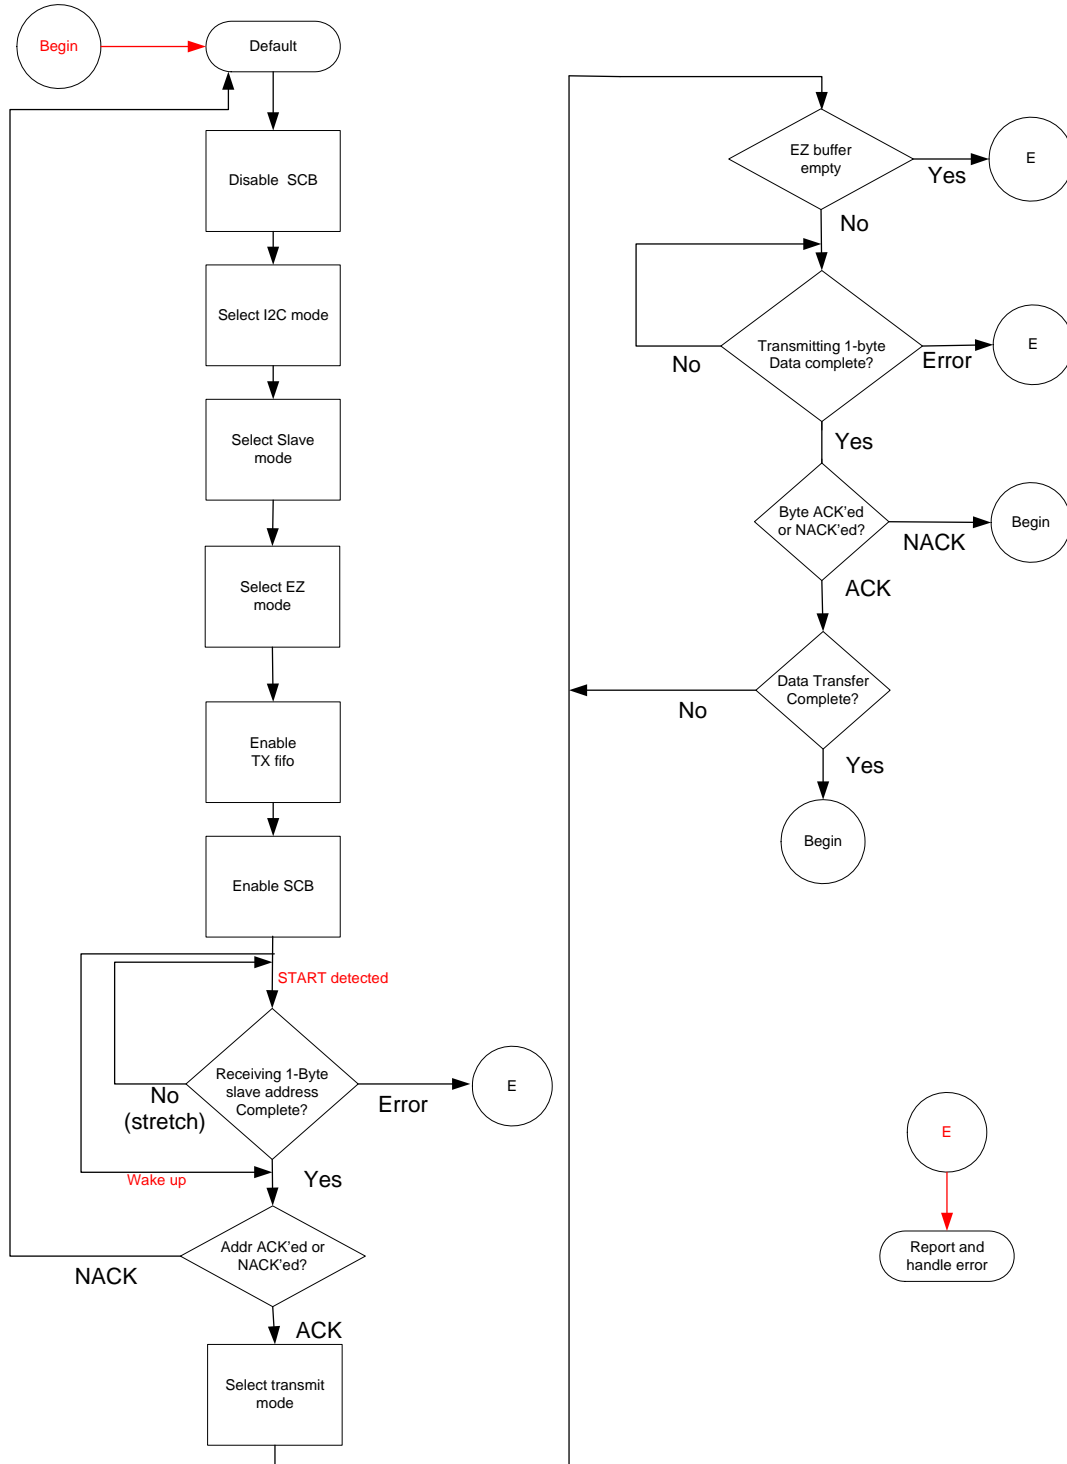 Begin
Default
Disable SCB
Select I2C mode
Select Slave
mode
Select EZ
mode
Enable
TX fifo
Enable SCB
START detected
Receiving 1-Byte
slave address
Complete?
No
(stretch)
Error
E
Wake up
Yes
Addr ACK'ed or
NACK'ed?
NACK
ACK
Select transmit
mode
EZ buffer
empty
Yes
E
No
Transmitting 1-byte
Data complete?
No
Error
E
Yes
Byte ACK'ed
or NACK'ed?
NACK
Begin
ACK
Data Transfer
Complete?
No
Yes
Begin
E
Report and
handle error